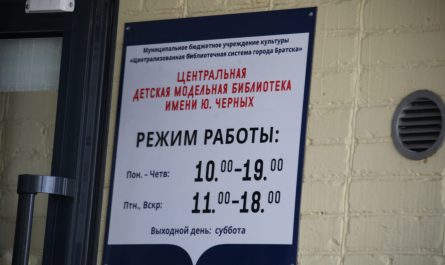 Муниципальное бюджетное учреждение культуры
«Централизованная библиотечная система города Братска»
ЦЕНТРАЛЬНАЯ
ДЕТСКАЯ МОДЕЛЬНАЯ БИБЛИОТЕКА
ИМЕНИ Ю. ЧЕРНЫХ
РЕЖИМ РАБОТЫ:
Пон. - Четв: 10.00-19.00
Птн., Вскр: 11.00-18.00
Выходной день: суббота